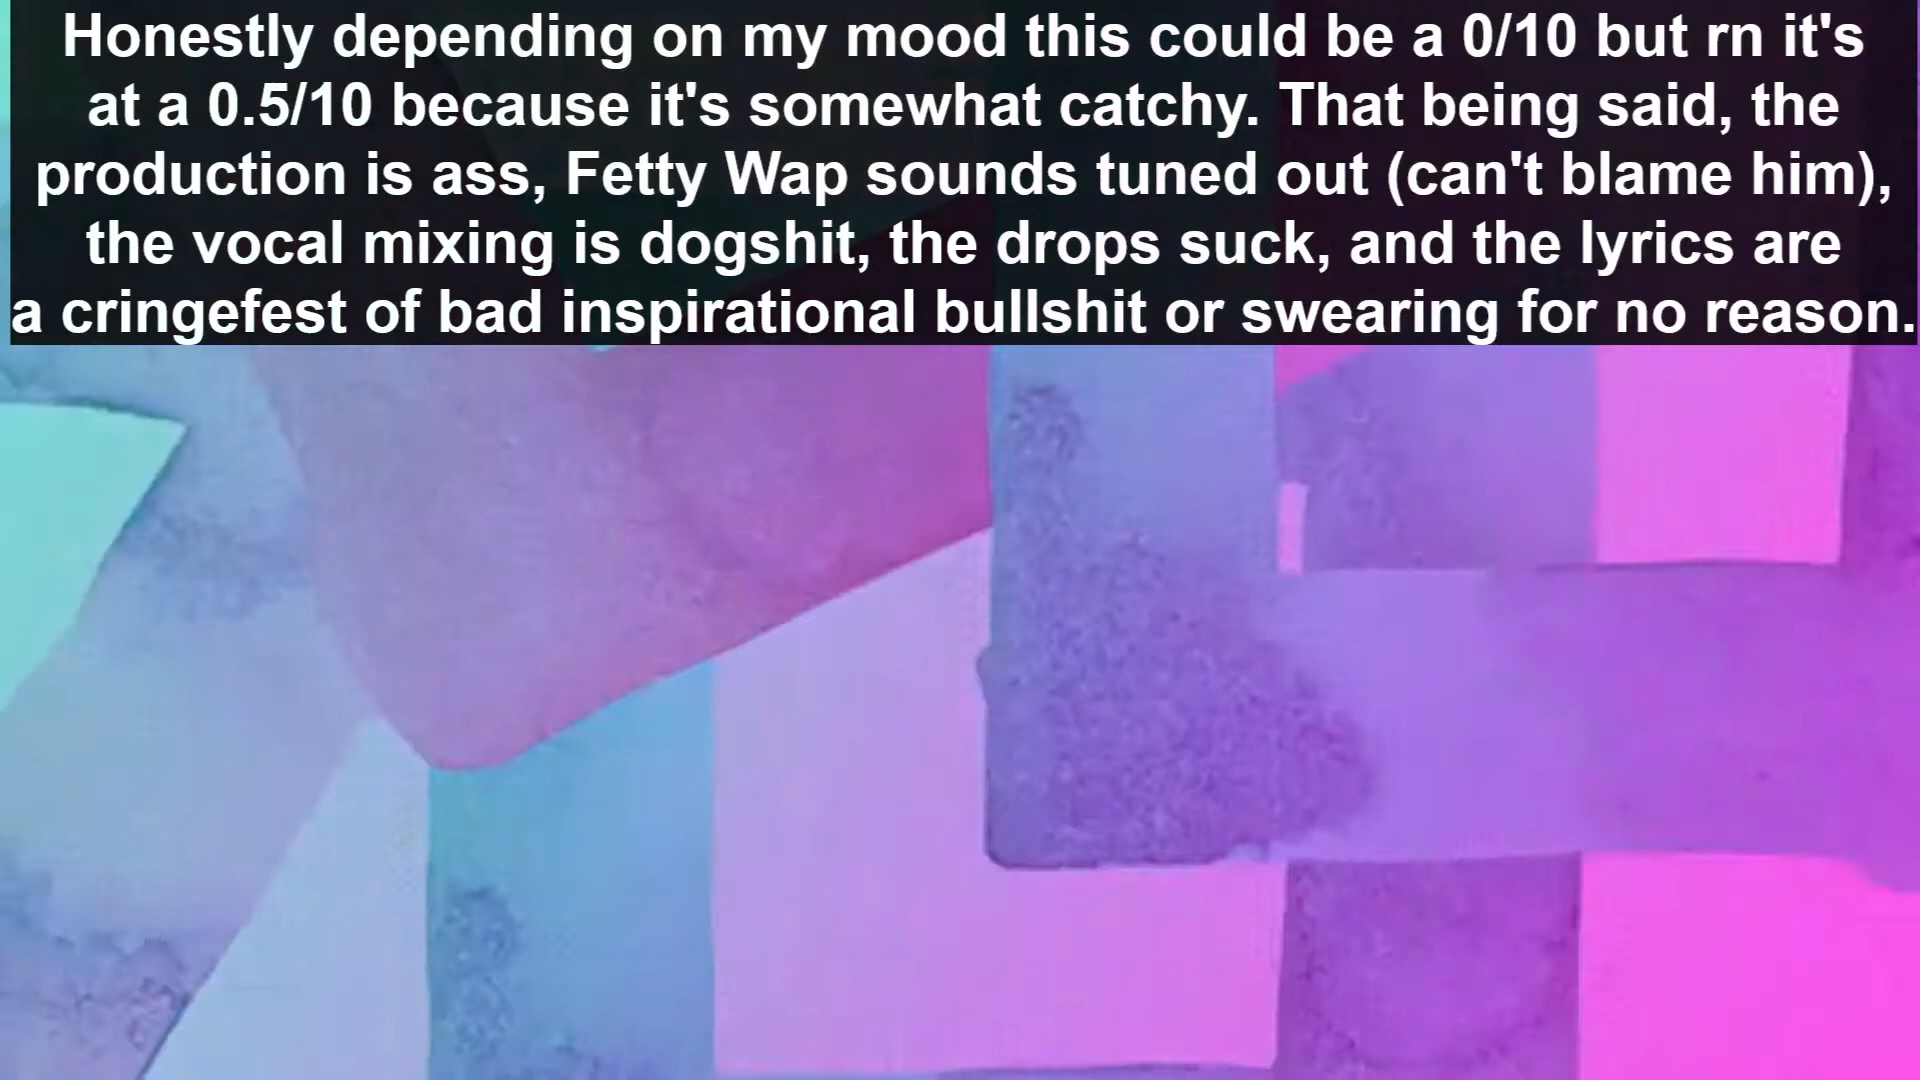 Honestly depending on my mood this could be a 0/10 but rn it's
at a 0.5/10 because it's somewhat catchy. That being said, the
production is ass, Fetty Wap sounds tuned out (can't blame him),
the vocal mixing is dogshit, the drops suck, and the lyrics are
a cringefest of bad inspirational bullshit or swearing for no reason.